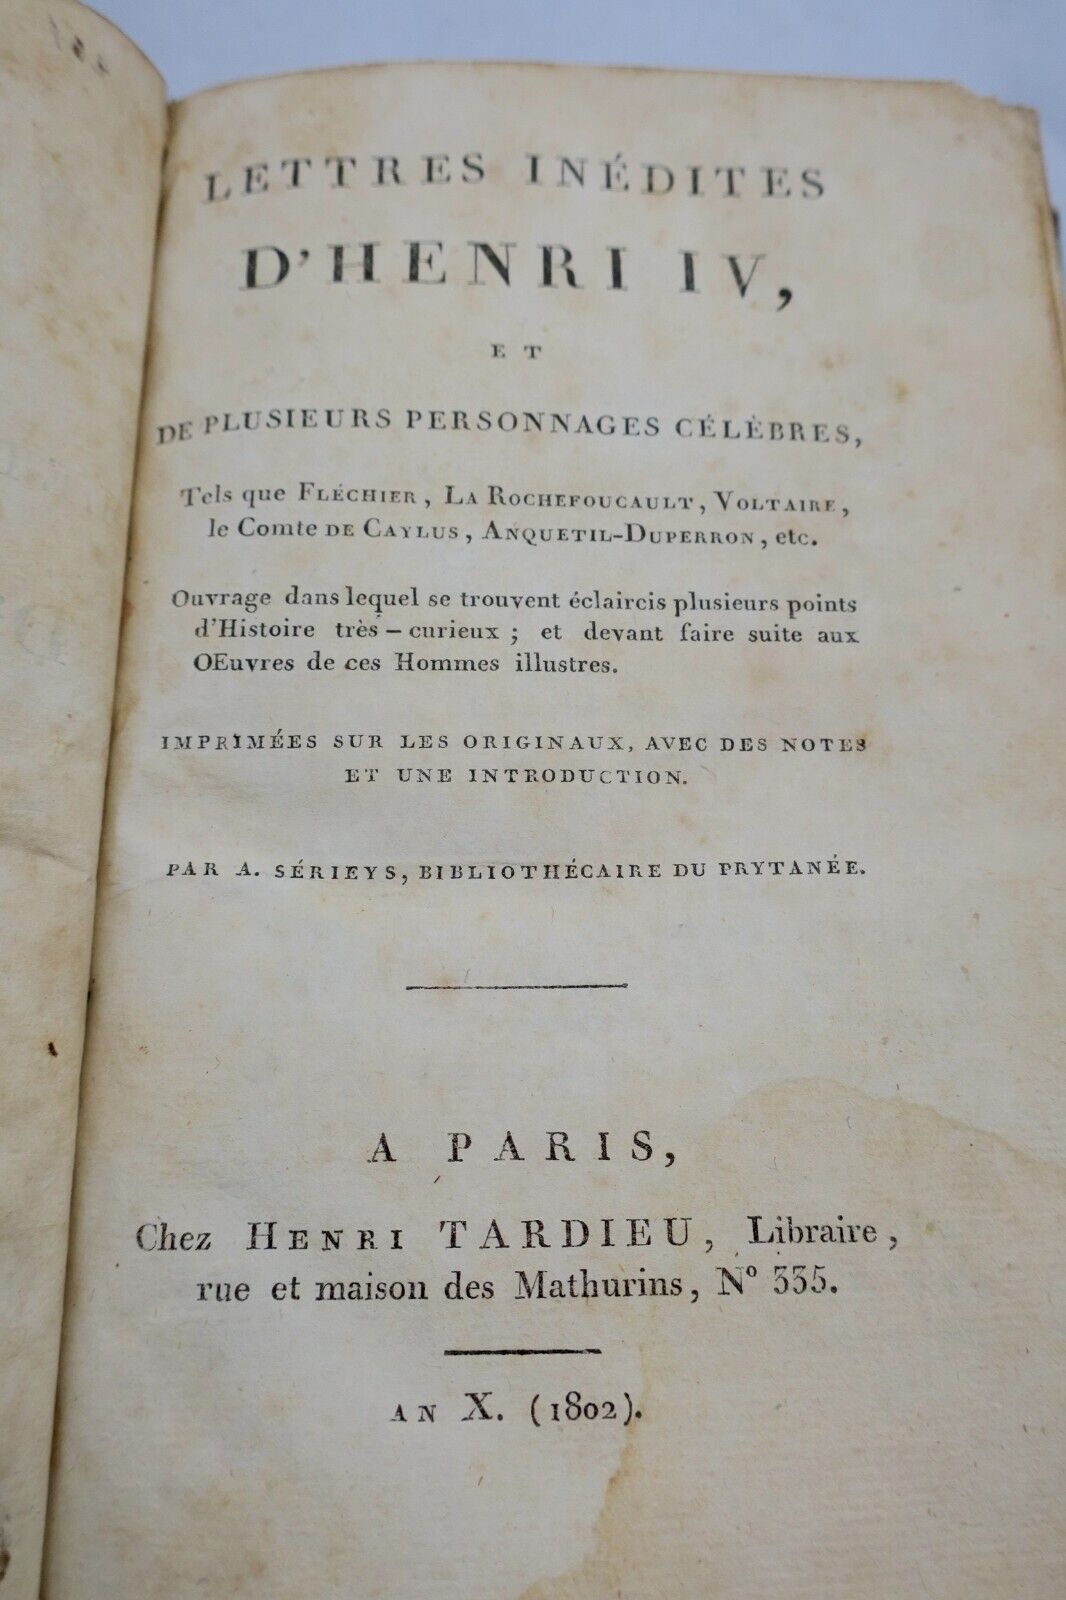 LETTRES INÉDITES
D'HENRI IV,
ET
DE PLUSIEURS PERSONNAGES CÉLÈBRES,
Tels que FLÉCHIER, LA ROCHEFOUCAULT, VOLTAIRE,
le Comte DE CAYLUS, ANQUETIL-DUPERRON, etc.
Ouvrage dans lequel se trouvent éclaircis plusieurs points
d'Histoire très-curieux; et devant faire suite aux
OEuvres de ces Hommes illustres.
IMPRIMÉES SUR LES ORIGINAUX, AVEC DES NOTES
ET UNE INTRODUCTION.
PAR A. SÉRIEYS, BIBLIOTHÉCAIRE DU PRYTANÉE.
A PARIS,
Chez HENRI TARDIEU, Libraire,
rue et maison des Mathurins, N° 335.
AN X. (1802).